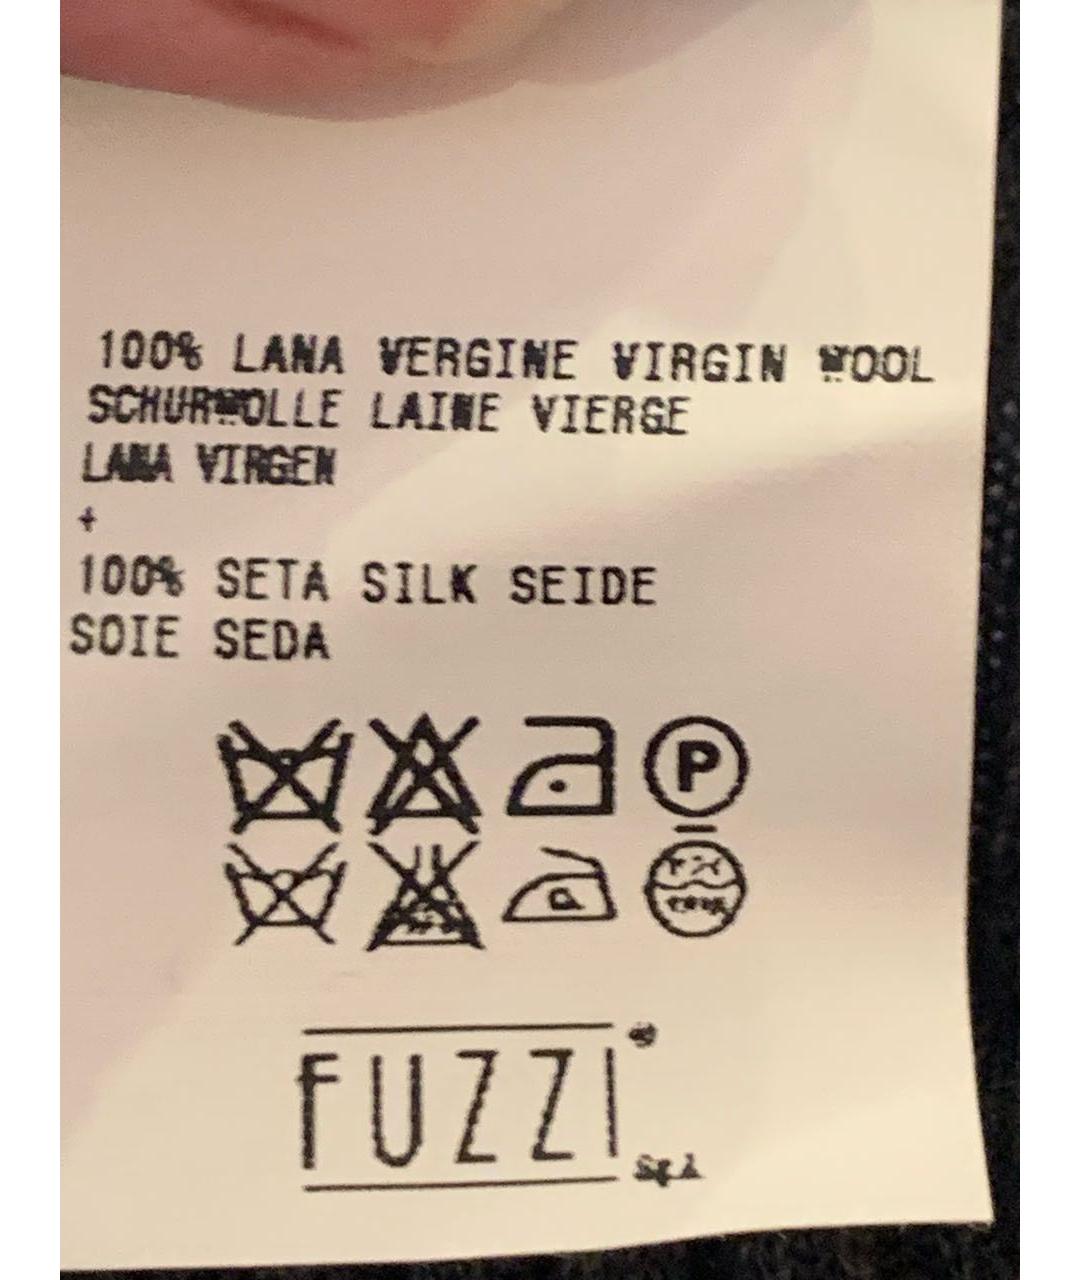 100% LANA VERGINE VIRGIN WOOL
SCHURWOLLE LAINE VIERGE
LANA VIRGEN
+
100% SETA SILK SEIDE
SOIE SEDA
P
FUZZI
S.p.A.